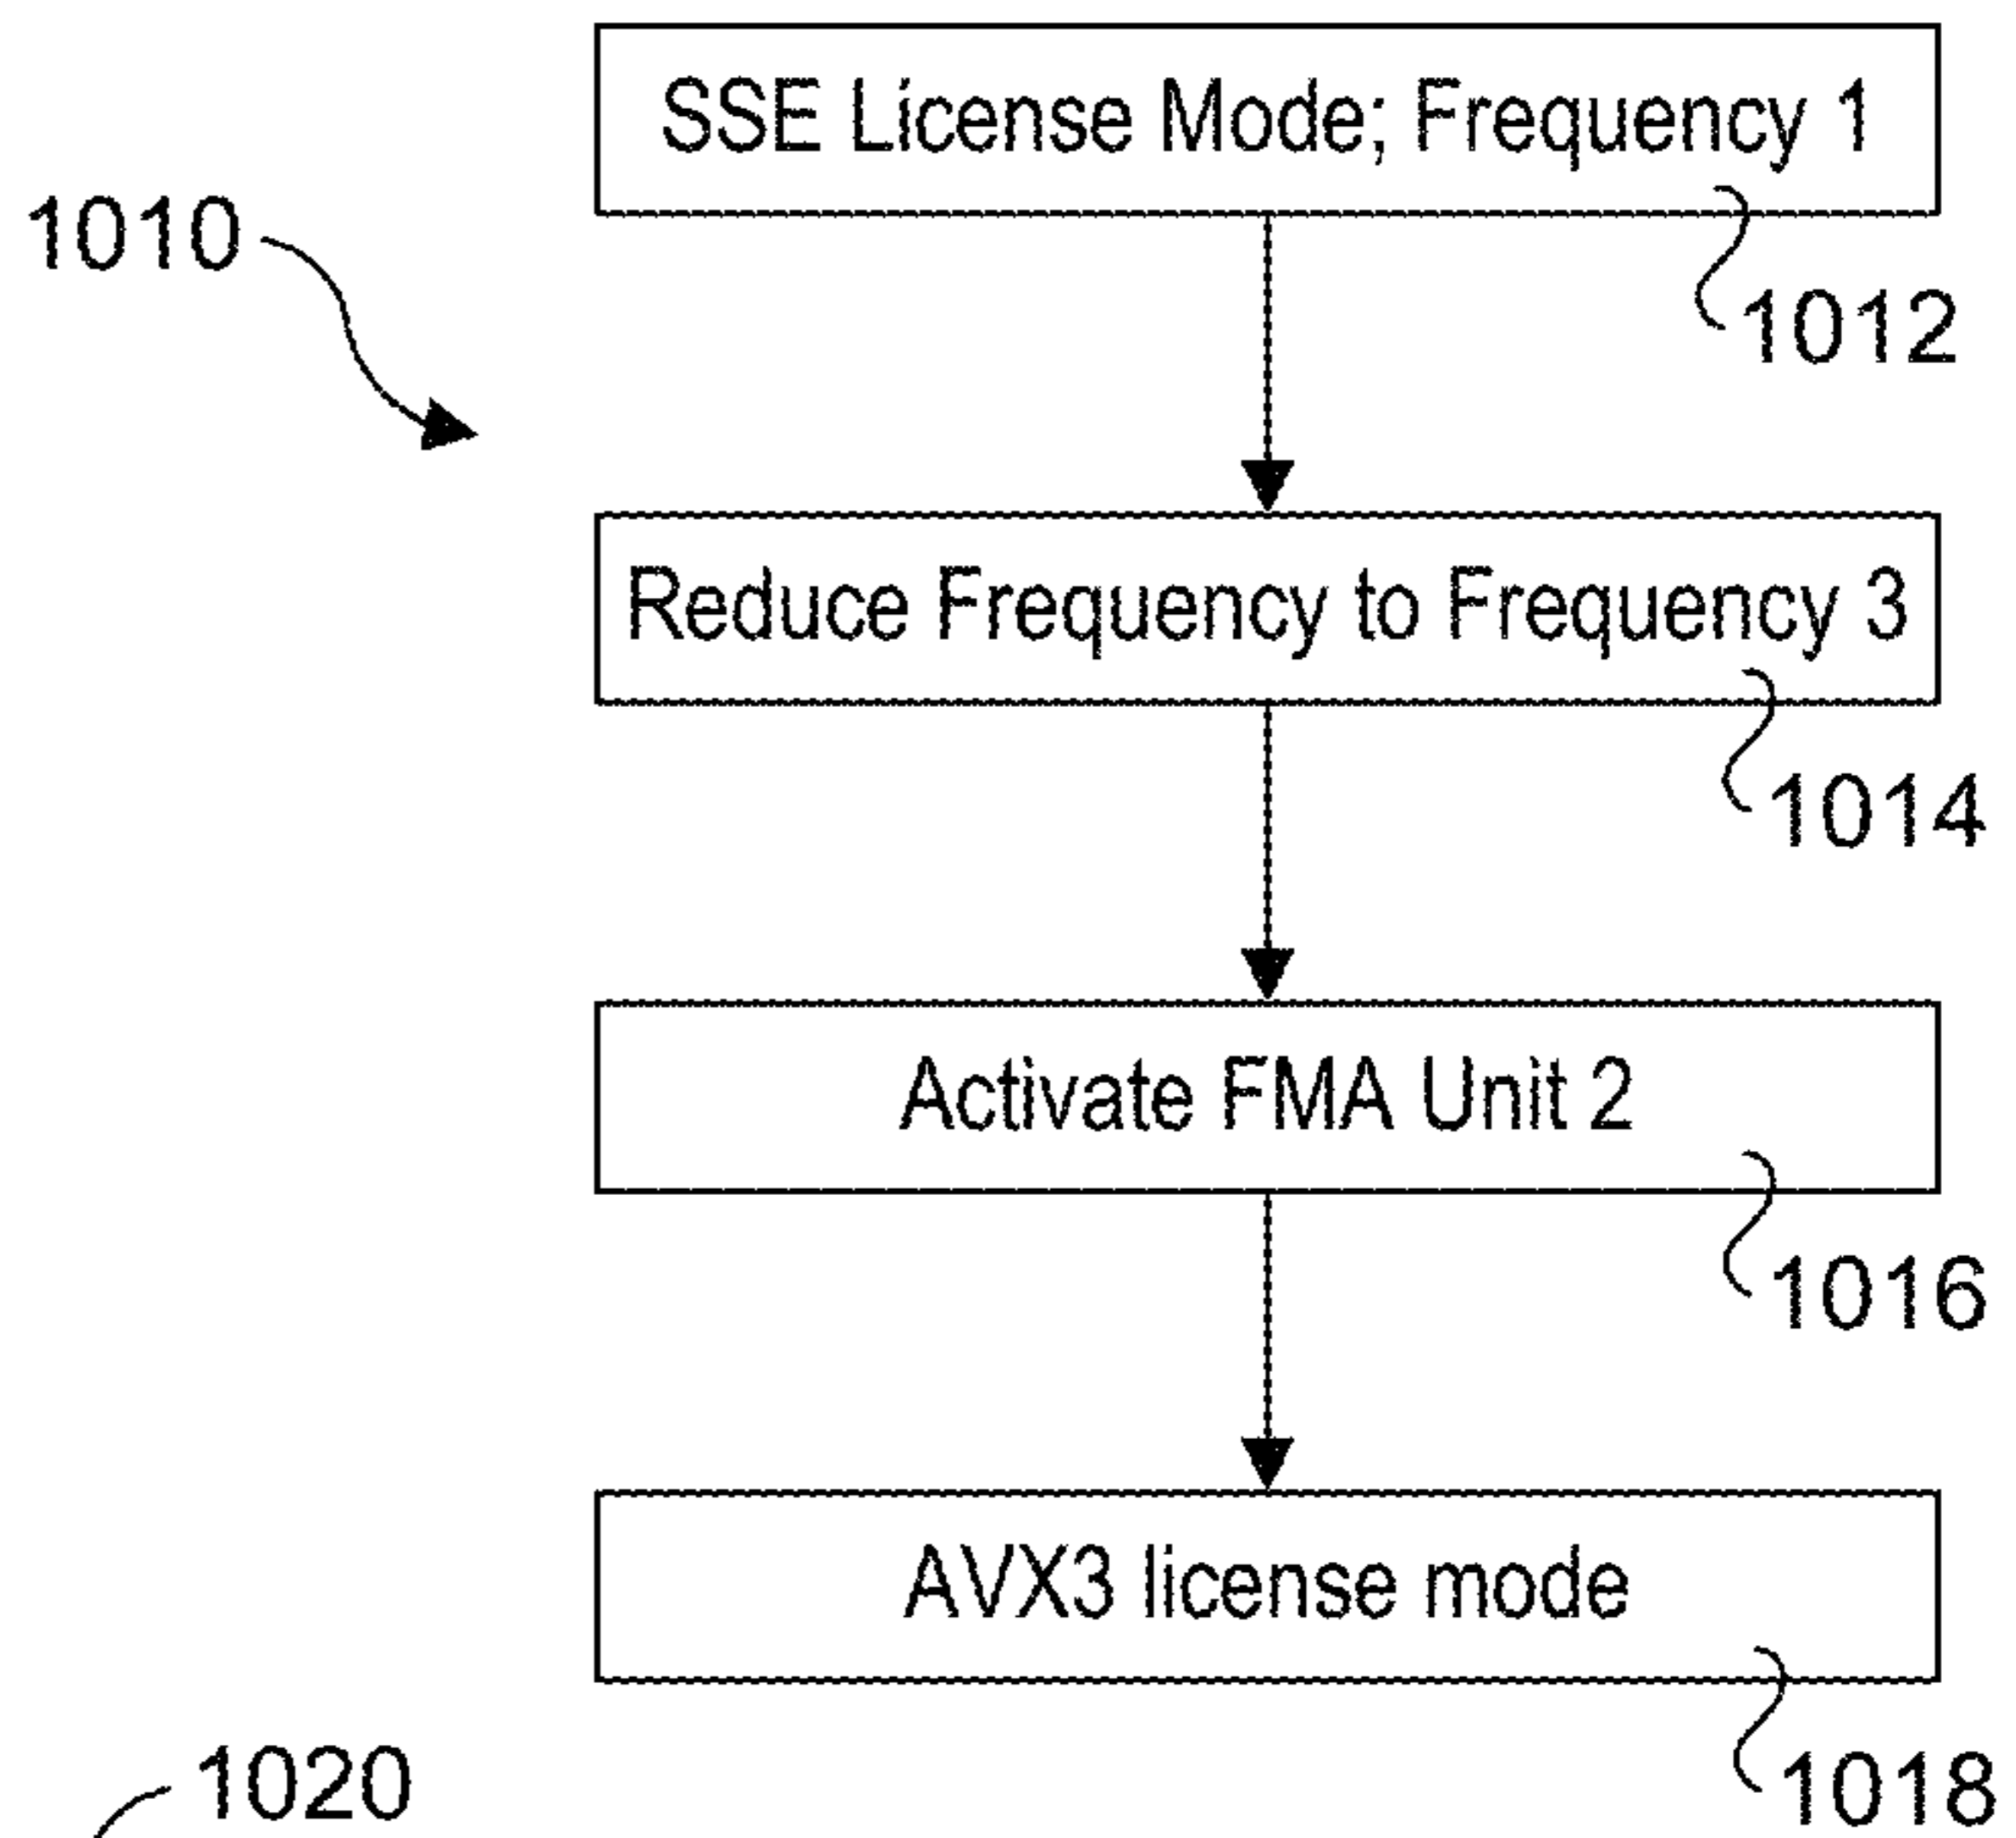 SSE License Mode; Frequency 1
1010
1012
Reduce Frequency to Frequency 3
1014
Activate FMA Unit 2
1016
AVX3 license mode
1020
1018